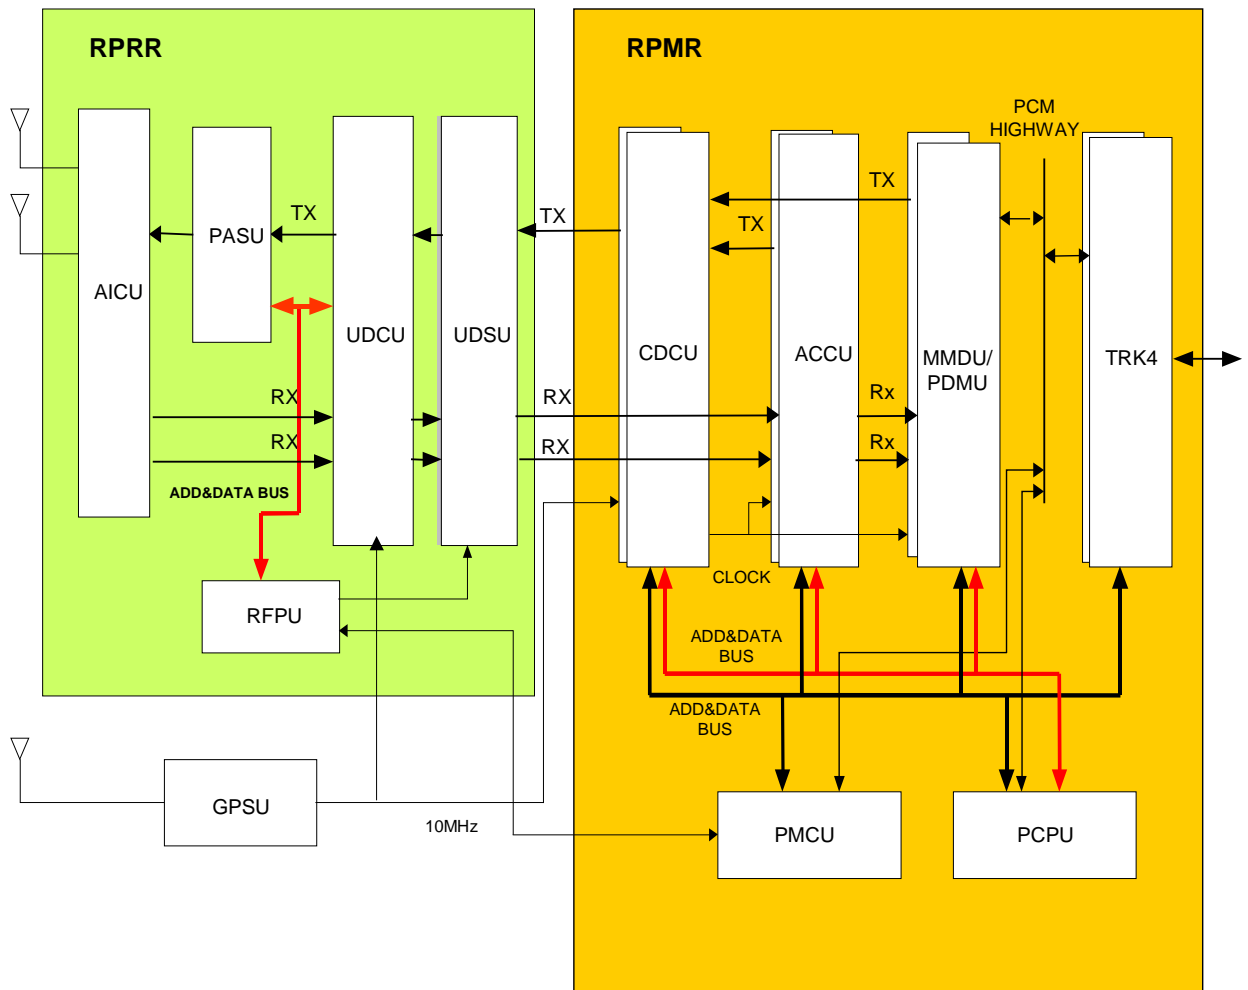 RPRR
RPMR
PCM
HIGHWAY
TX
TX
TX
TX
PASU
AICU
UDCU
UDSU
CDCU
ACCU
MMDU/
PDMU
TRK4
RX
RX
Rx
RX
RX
Rx
ADD&DATA BUS
CLOCK
RFPU
ADD&DATA
BUS
ADD&DATA
BUS
GPSU
10MHz
PMCU
PCPU